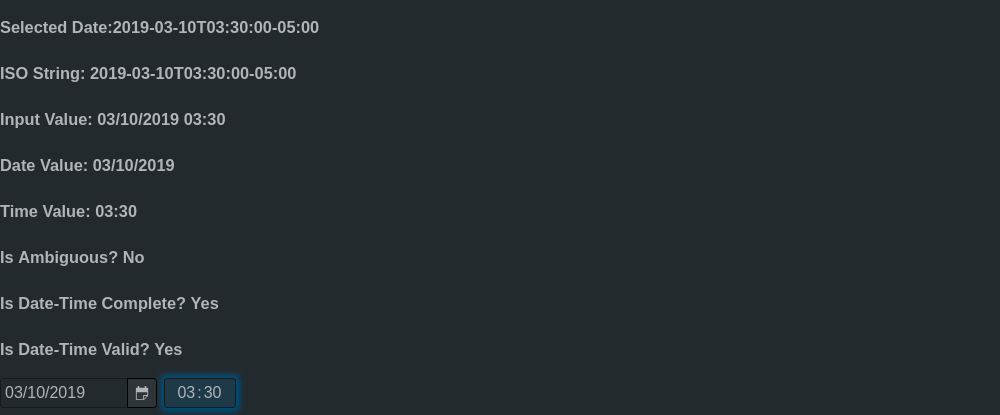 Selected Date:2019-03-10T03:30:00-05:00
ISO String: 2019-03-10T03:30:00-05:00
Input Value: 03/10/2019 03:30
Date Value: 03/10/2019
Time Value: 03:30
Is Ambiguous? No
Is Date-Time Complete? Yes
Is Date-Time Valid? Yes
03/10/2019 03:30